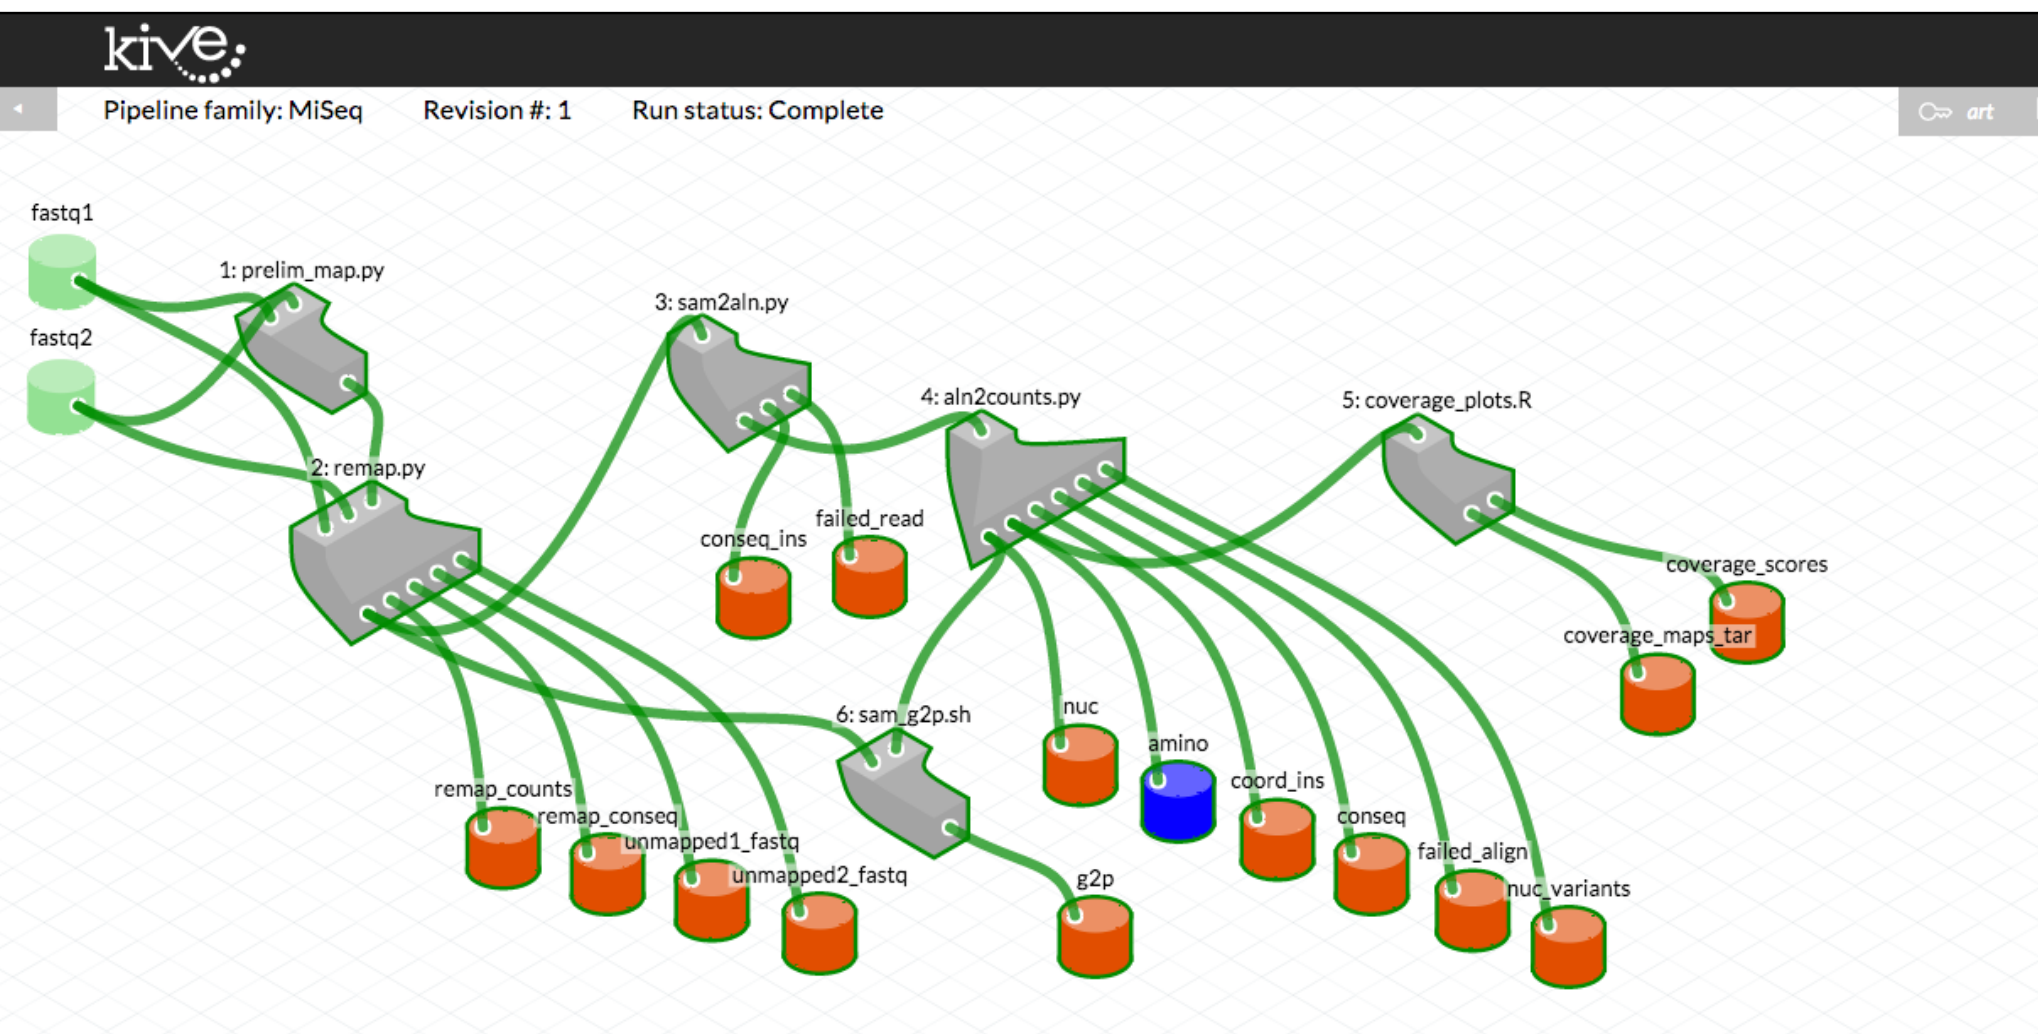 kive
Pipeline family: MiSeq Revision #: 1 Run status: Complete
art
fastq1
1: prelim_map.py
3: sam2aln.py
fastq2
4: aln2counts.py
5: coverage_plots.R
2: remap.py
failed_read
conseq_ins
coverage_scores
coverage_maps_tar
nuc
6: sam_g2p.sh
amino
coord_ins
remap_counts
remap_conseq
conseq
unmapped1_fastq
failed_align
unmapped2_fastq
g2p
nuc_variants